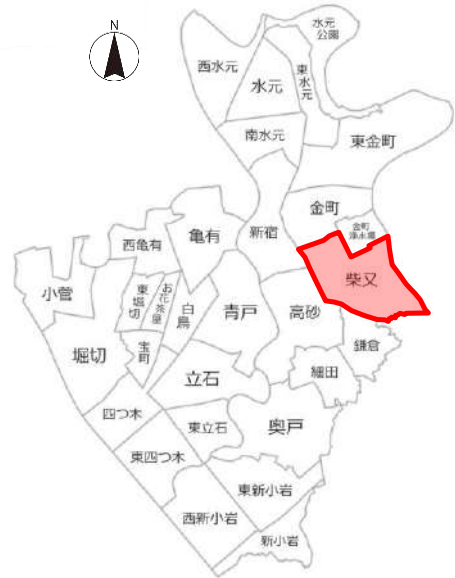 N
水元
公園
西水元
水元
東
水
元
南水元
東金町
金町
金町
浄水場
亀有
新宿
西亀有
柴又
小菅
東
堀
切
お
花
茶
屋
白
鳥
青戸
高砂
堀切
宝
町
鎌倉
細田
立石
四つ木
東立石
奥戸
東四つ木
東新小岩
西新小岩
新小岩